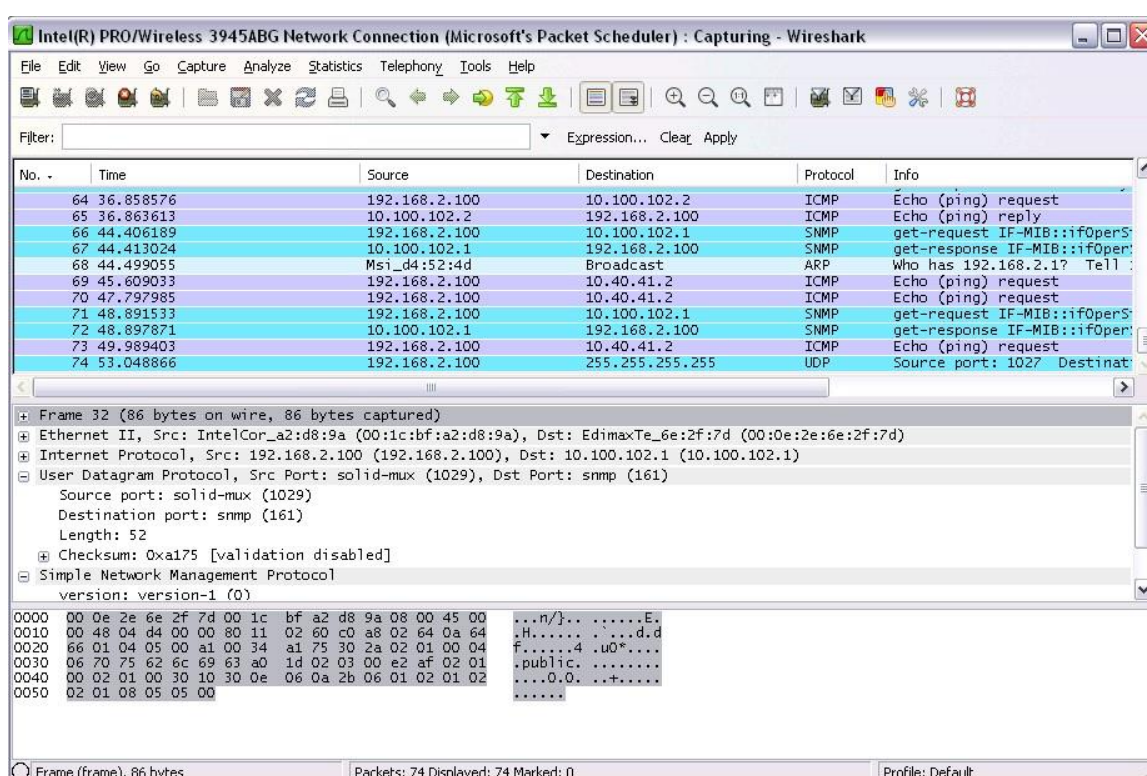 Intel(R) PRO/Wireless 3945ABG Network Connection (Microsoft's Packet Scheduler) : Capturing - Wireshark
File Edit View Go Capture Analyze Statistics Telephony Tools Help
Filter: Expression... Clear Apply
No. . Time Source Destination Protocol Info
64 36.858576 192.168.2.100 10.100.102.2 ICMP Echo (ping) request
65 36.863613 10.100.102.2 192.168.2.100 ICMP Echo (ping) reply
66 44.406189 192.168.2.100 10.100.102.1 SNMP get-request IF-MIB::ifOperS
67 44.413024 10.100.102.1 192.168.2.100 SNMP get-response IF-MIB::ifOper
68 44.499055 Msi_d4:52:4d Broadcast ARP Who has 192.168.2.1? Tell
69 45.609033 192.168.2.100 10.40.41.2 ICMP Echo (ping) request
70 47.797985 192.168.2.100 10.40.41.2 ICMP Echo (ping) request
71 48.891533 192.168.2.100 10.100.102.1 SNMP get-request IF-MIB::ifOperS
72 48.897871 10.100.102.1 192.168.2.100 SNMP get-response IF-MIB::ifOper
73 49.989403 192.168.2.100 10.40.41.2 ICMP Echo (ping) request
74 53.048866 192.168.2.100 255.255.255.255 UDP Source port: 1027 Destinat
Frame 32 (86 bytes on wire, 86 bytes captured)
Ethernet II, Src: IntelCor_a2:d8:9a (00:1c:bf:a2:d8:9a), Dst: EdimaxTe_6e:2f:7d (00:0e:2e:6e:2f:7d)
Internet Protocol, Src: 192.168.2.100 (192.168.2.100), Dst: 10.100.102.1 (10.100.102.1)
User Datagram Protocol, Src Port: solid-mux (1029), Dst Port: snmp (161)
Source port: solid-mux (1029)
Destination port: snmp (161)
Length: 52
Checksum: 0xa175 [validation disabled]
Simple Network Management Protocol
version: version-1 (0)
0000 00 0e 2e 6e 2f 7d 00 1c bf a2 d8 9a 08 00 45 00 ...n/}.. ......E.
0010 00 48 04 d4 00 00 80 11 02 60 c0 a8 02 64 0a 64 .H...... .`...d.d
0020 66 01 04 05 00 a1 00 34 a1 75 30 2a 02 01 00 04 f......4 .u0*....
0030 06 70 75 62 6c 69 63 a0 1d 02 03 00 e2 af 02 01 .public. ........
0040 00 02 01 00 30 10 30 0e 06 0a 2b 06 01 02 01 02 ....0.0. ..+.....
0050 02 01 08 05 05 00 ......
Frame (frame), 86 bytes Packets: 74 Displayed: 74 Marked: 0 Profile: Default